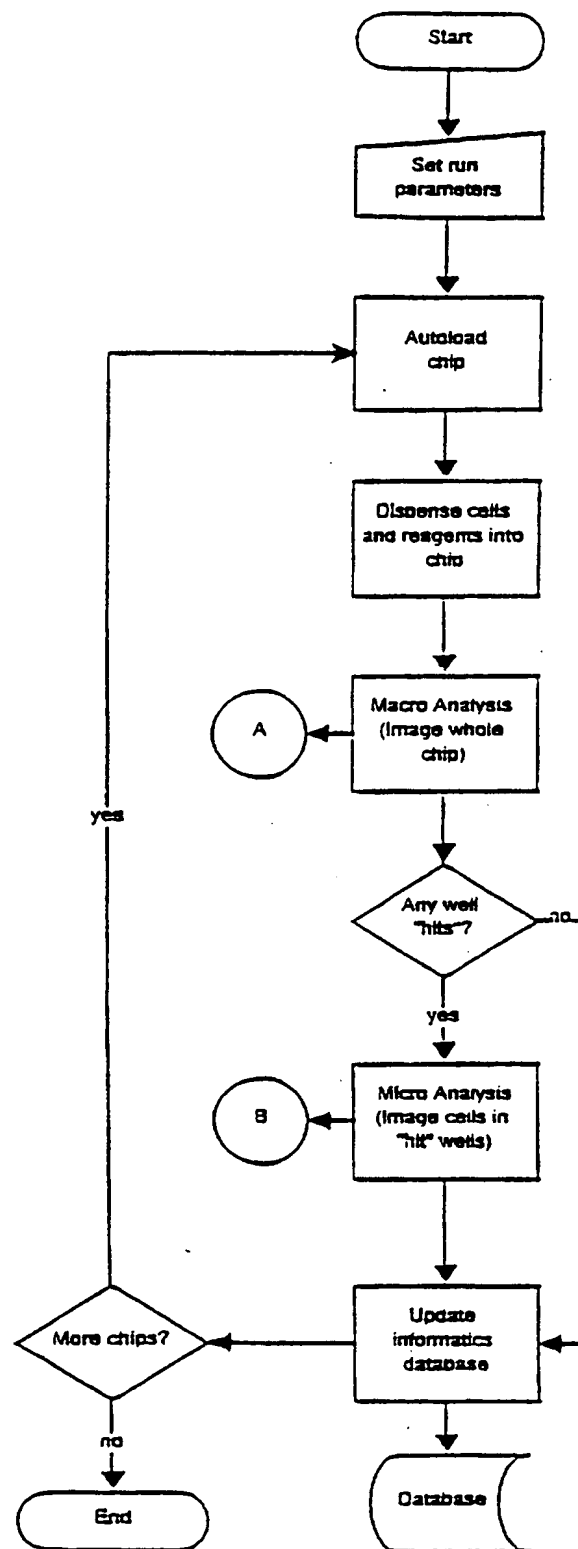 Start
Set run
parameters
Autoload
chip
Dispense cells
and reagents into
chip
Macro Analysis
(Image whole
chip)
A
yes
Any well
"hits"?
no
yes
Micro Analysis
(Image cells in
"hit" wells)
B
Update
informatics
database
More chips?
no
End
Database